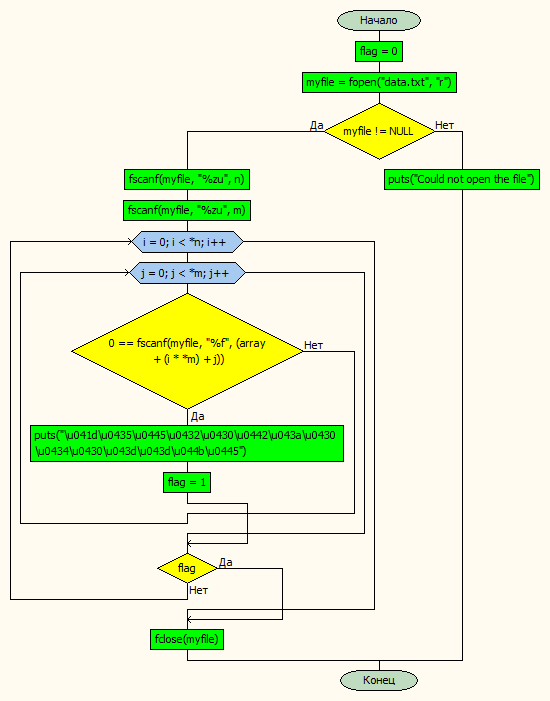 Начало
flag = 0
myfile = fopen("data.txt", "r")
Да
myfile != NULL
Нет
fscanf(myfile, "%zu", n)
puts("Could not open the file")
fscanf(myfile, "%zu", m)
i = 0; i < *n; i++
j = 0; j < *m; j++
0 == fscanf(myfile, "%f", (array
+ (i * *m) + j))
Нет
Да
puts("\u041d\u0435\u0445\u0432\u0430\u0442\u043a\u0430
\u0434\u0430\u043d\u043d\u044b\u0445")
flag = 1
flag
Да
Нет
fclose(myfile)
Конец